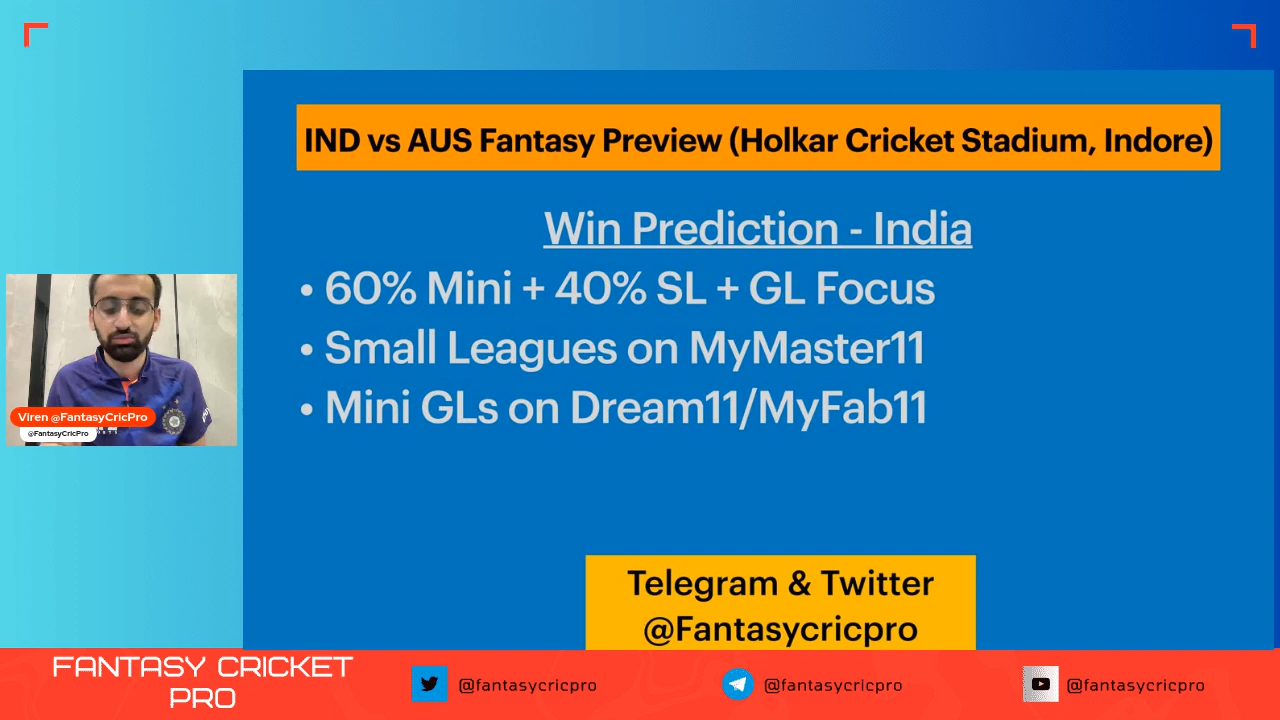 IND vs AUS Fantasy Preview (Holkar Cricket Stadium, Indore)
Win Prediction - India
• 60% Mini + 40% SL + GL Focus
• Small Leagues on MyMaster11
• Mini GLs on Dream11/MyFab11
Viren @FantasyCricPro
@FantasyCricPro
Telegram & Twitter
@Fantasycricpro
FANTASY CRICKET
PRO
@fantasycricpro
@fantasycricpro
@fantasycricpro